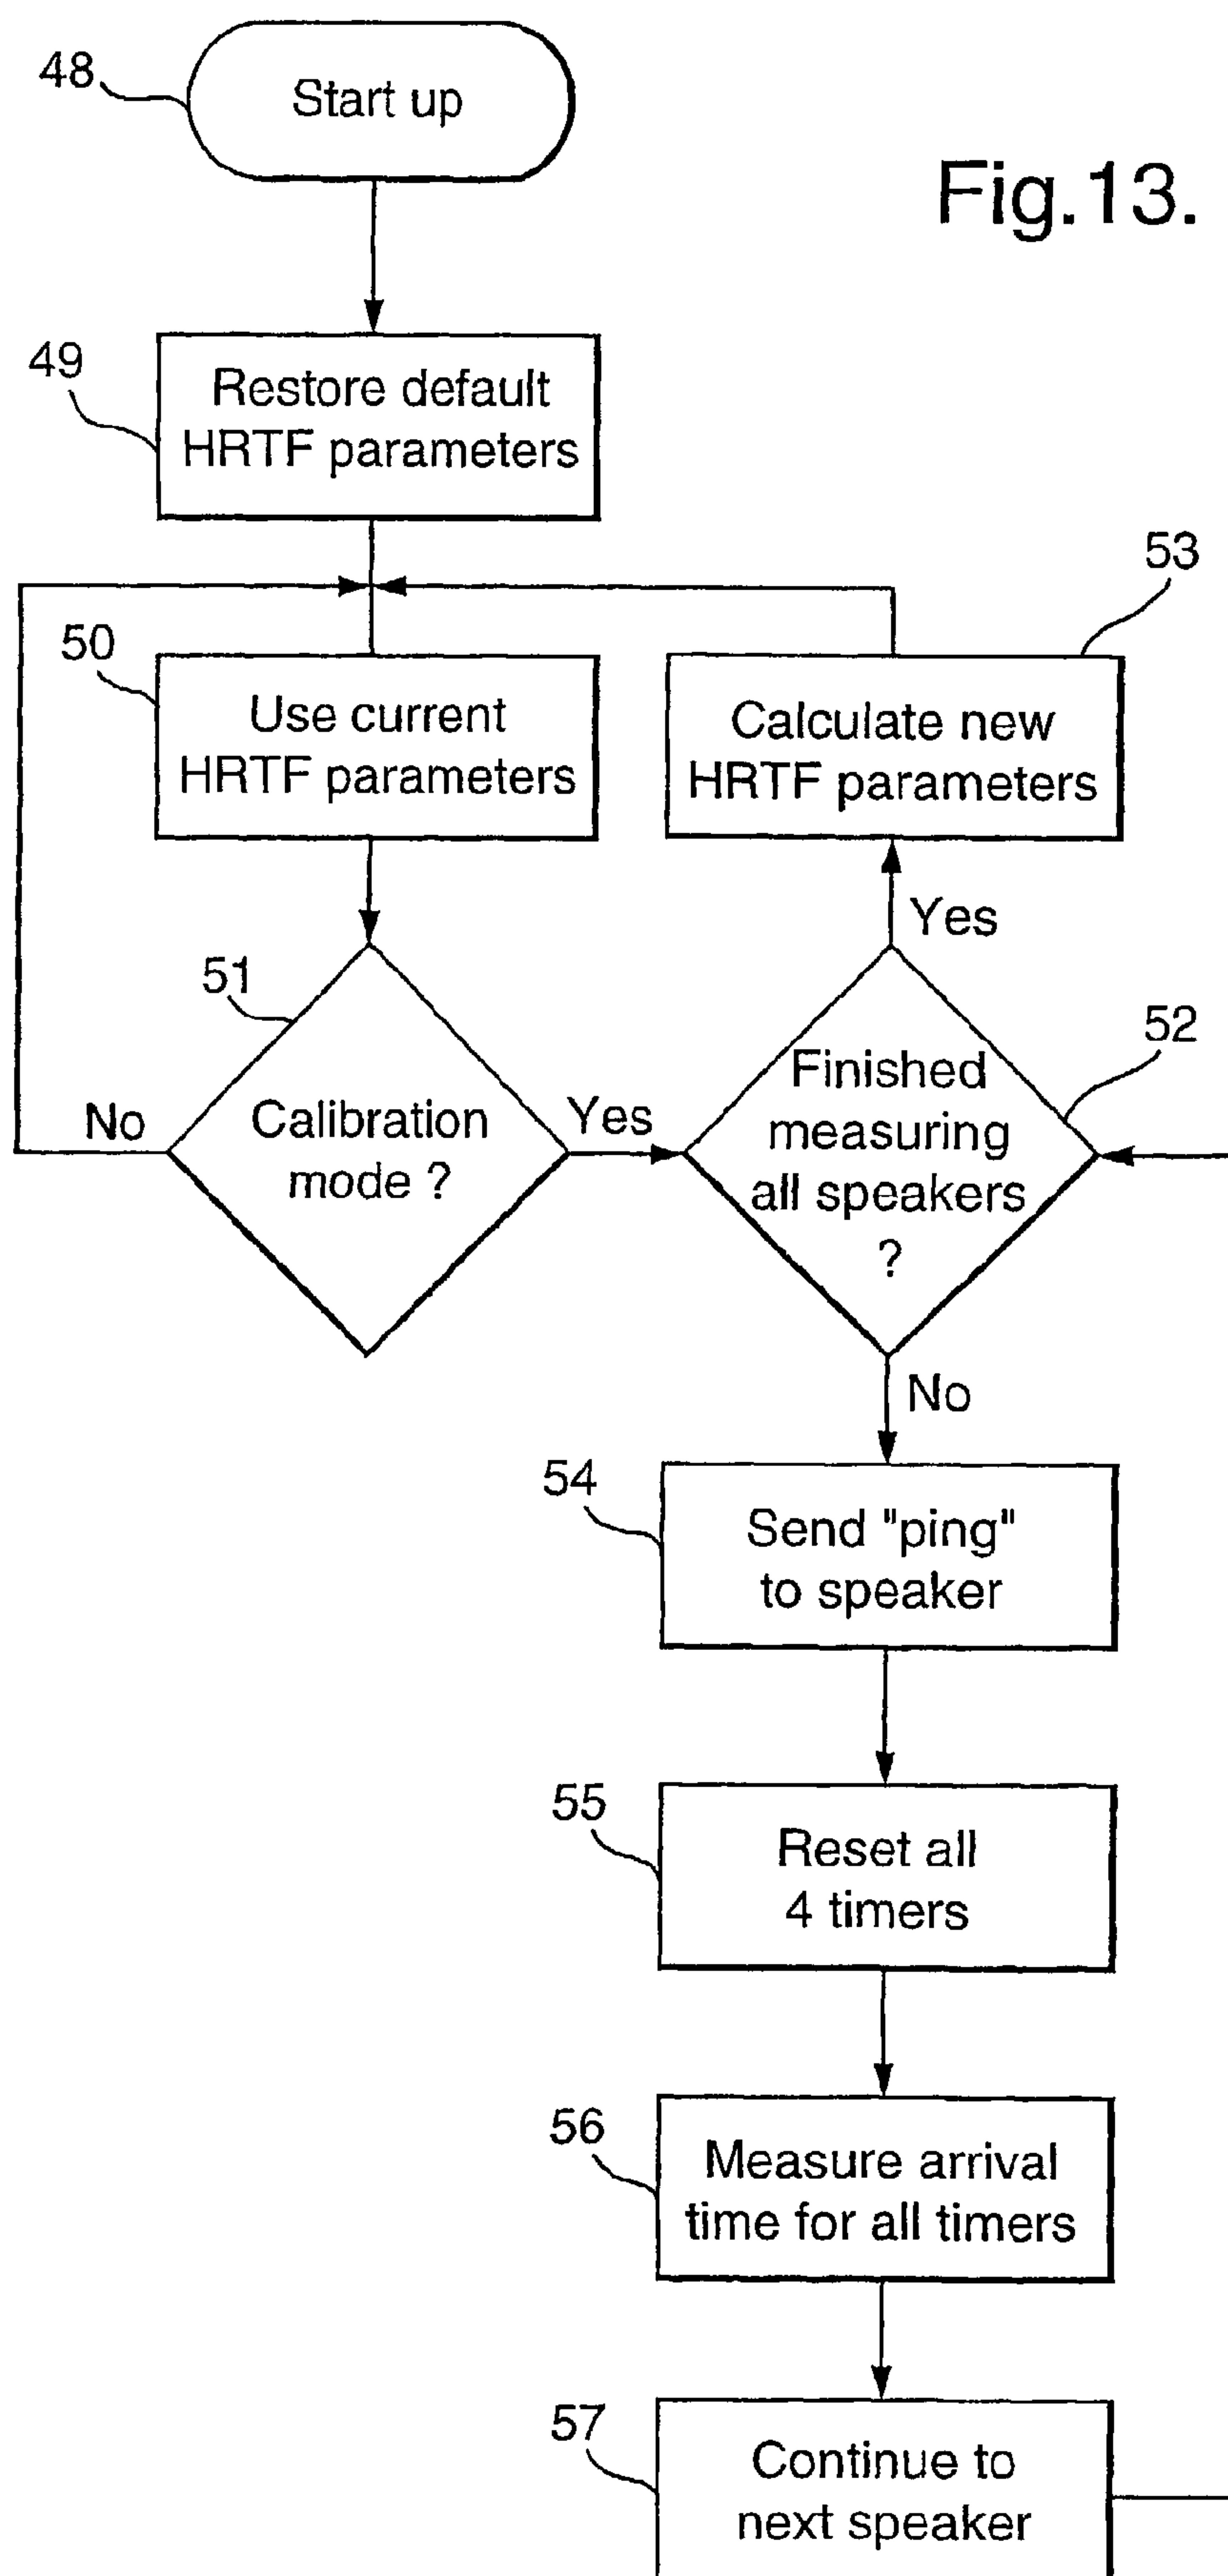 48
Start up
Fig.13.
49
Restore default
HRTF parameters
53
50
Use current
HRTF parameters
Calculate new
HRTF parameters
Yes
51
52
No
Calibration
mode ?
Yes
Finished
measuring
all speakers
?
No
54
Send "ping"
to speaker
55
Reset all
4 timers
56
Measure arrival
time for all timers
57
Continue to
next speaker